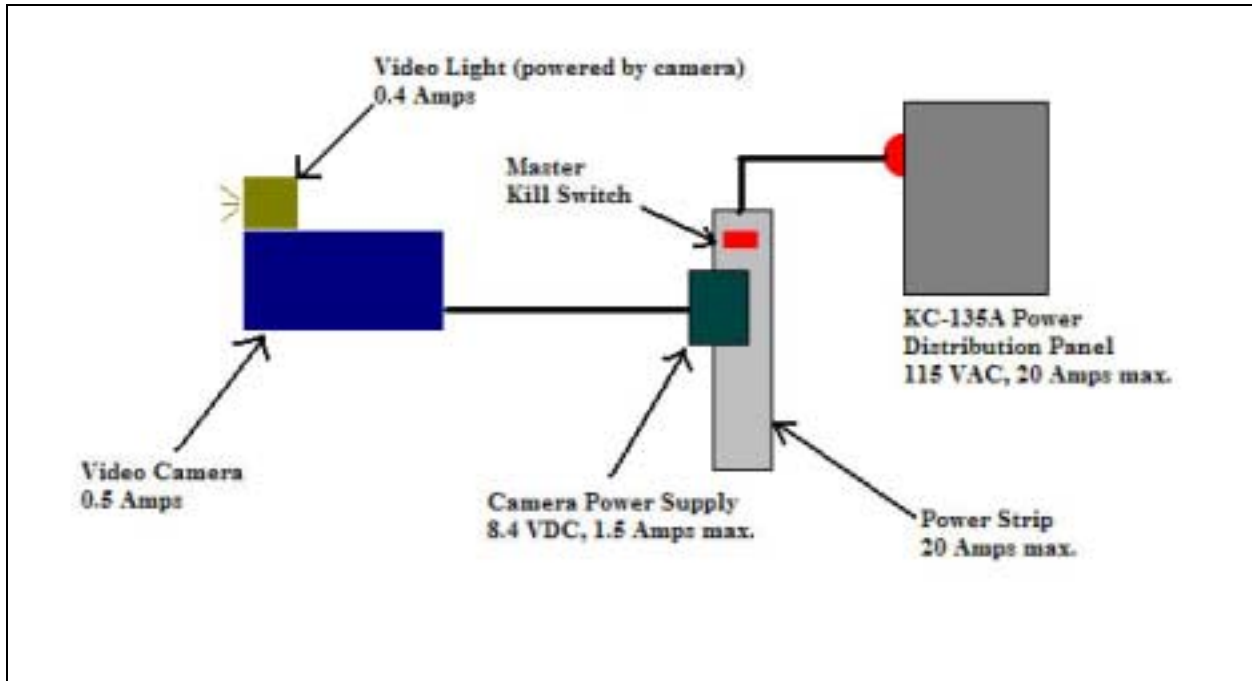 Video Light (powered by camera)
0.4 Amps
Master
Kill Switch
KC-135A Power
Distribution Panel
115 VAC, 20 Amps max.
Video Camera
0.5 Amps
Camera Power Supply
8.4 VDC, 1.5 Amps max.
Power Strip
20 Amps max.